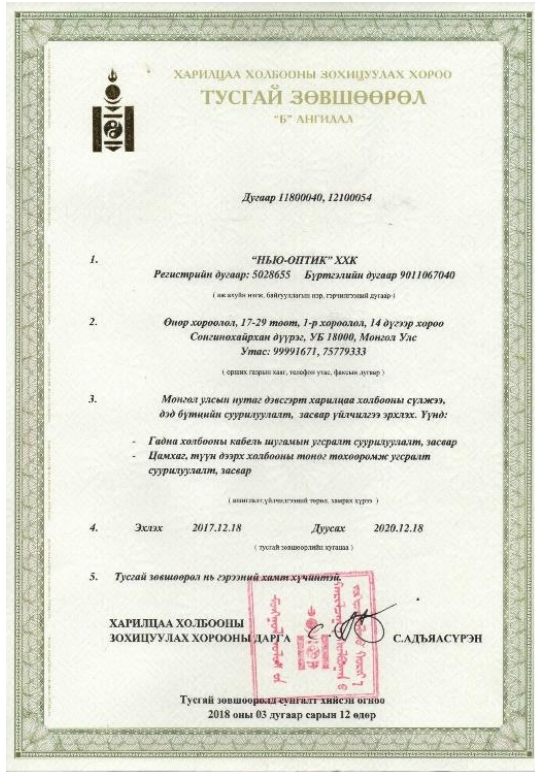 ХАРИЛЦАА ХОЛБООНЫ ЗОХИЦУУЛАХ ХОРОО
ТУСГАЙ ЗӨВШӨӨРӨЛ
"Б" АНГИЛАЛ
Дугаар 11800040, 12100054
1. "НЬЮ-ОПТИК" ХХК
Регистрийн дугаар: 5028655 Бүртгэлийн дугаар 9011067040
( аж ахуйн нэгж, байгууллагын нэр, гэрчилгээний дугаар )
2. Өнөр хороолол, 17-29 тоот, 1-р хороолол, 14 дүгээр хороо
Сонгинохайрхан дүүрэг, УБ 18000, Монгол Улс
Утас: 99991671, 75779333
( оршин газрын хаяг, телефон утас, факсын дугаар )
3. Монгол улсын нутаг дэвсгэрт харилцаа холбооны сүлжээ,
дэд бүтцийн суурилуулалт, засвар үйлчилгээ эрхлэх. Үүнд:
- Гадна холбооны кабель шугамын угсралт суурилуулалт, засвар
- Цамхаг, түүн дээрх холбооны тоног төхөөрөмж угсралт
суурилуулалт, засвар
үйлчилгээний төрөл, хамрах хүрээ )
4. Эхлэх 2017.12.18 Дуусах 2020.12.18
( тусгай зөвшөөрлийн хугацаа )
5. Тусгай зөвшөөрөл нь гэрээний хамт хүчинтэй.
ХАРИЛЦАА ХОЛБООНЫ
ЗОХИЦУУЛАХ ХОРООНЫ ДАРГА С.АДЪЯАСҮРЭН
Тусгай зөвшөөрөлд сунгалт хийсэн огноо
2018 оны 03 дугаар сарын 12 өдөр